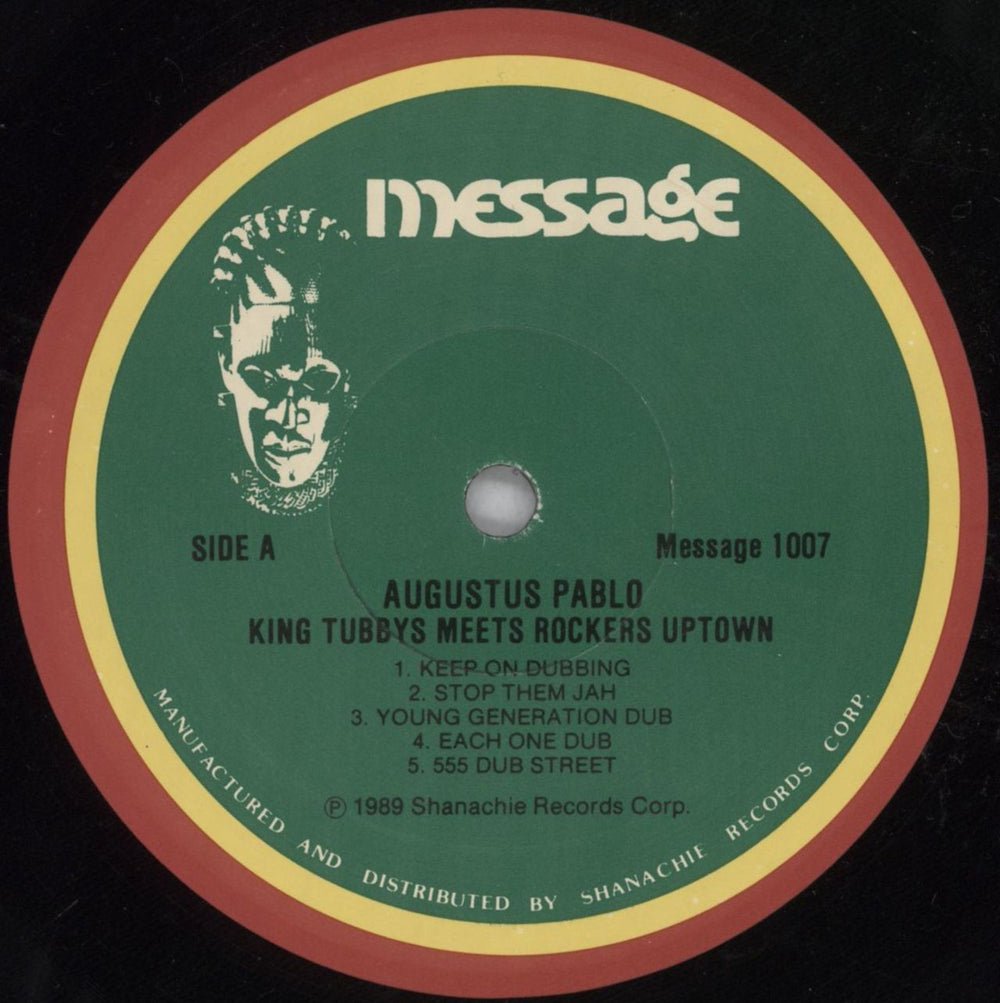 message
SIDE A
Message 1007
AUGUSTUS PABLO
KING TUBBYS MEETS ROCKERS UPTOWN
1. KEEP ON DUBBING
2. STOP THEM JAH
3. YOUNG GENERATION DUB
4. EACH ONE DUB
5. 555 DUB STREET
℗ 1989 Shanachie Records Corp.
MANUFACTURED AND DISTRIBUTED BY SHANACHIE RECORDS CORP.